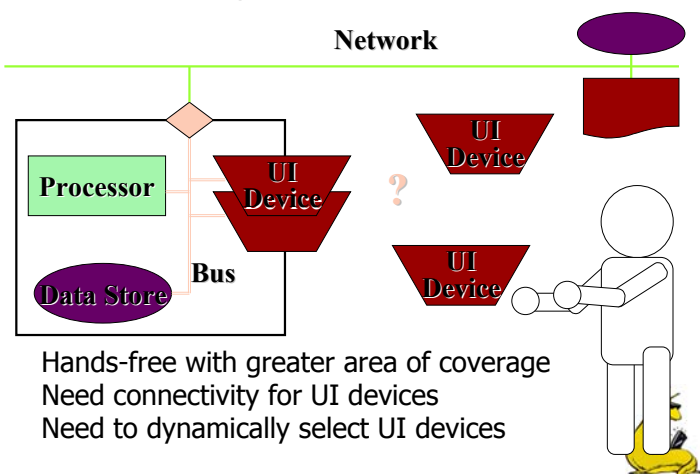 Network
UI
Device
UI
Device
?
Processor
UI
Device
Bus
Data Store
Hands-free with greater area of coverage
Need connectivity for UI devices
Need to dynamically select UI devices